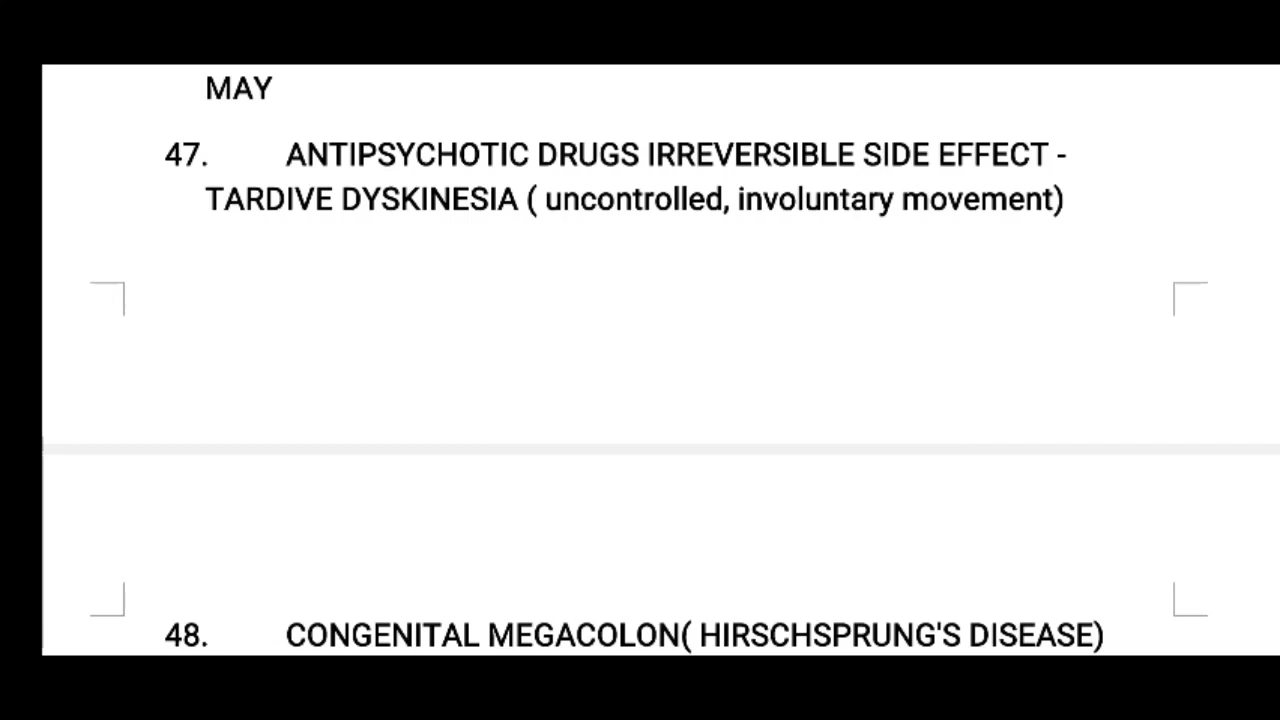 MAY
47. ANTIPSYCHOTIC DRUGS IRREVERSIBLE SIDE EFFECT -
TARDIVE DYSKINESIA ( uncontrolled, involuntary movement)
48. CONGENITAL MEGACOLON( HIRSCHSPRUNG'S DISEASE)